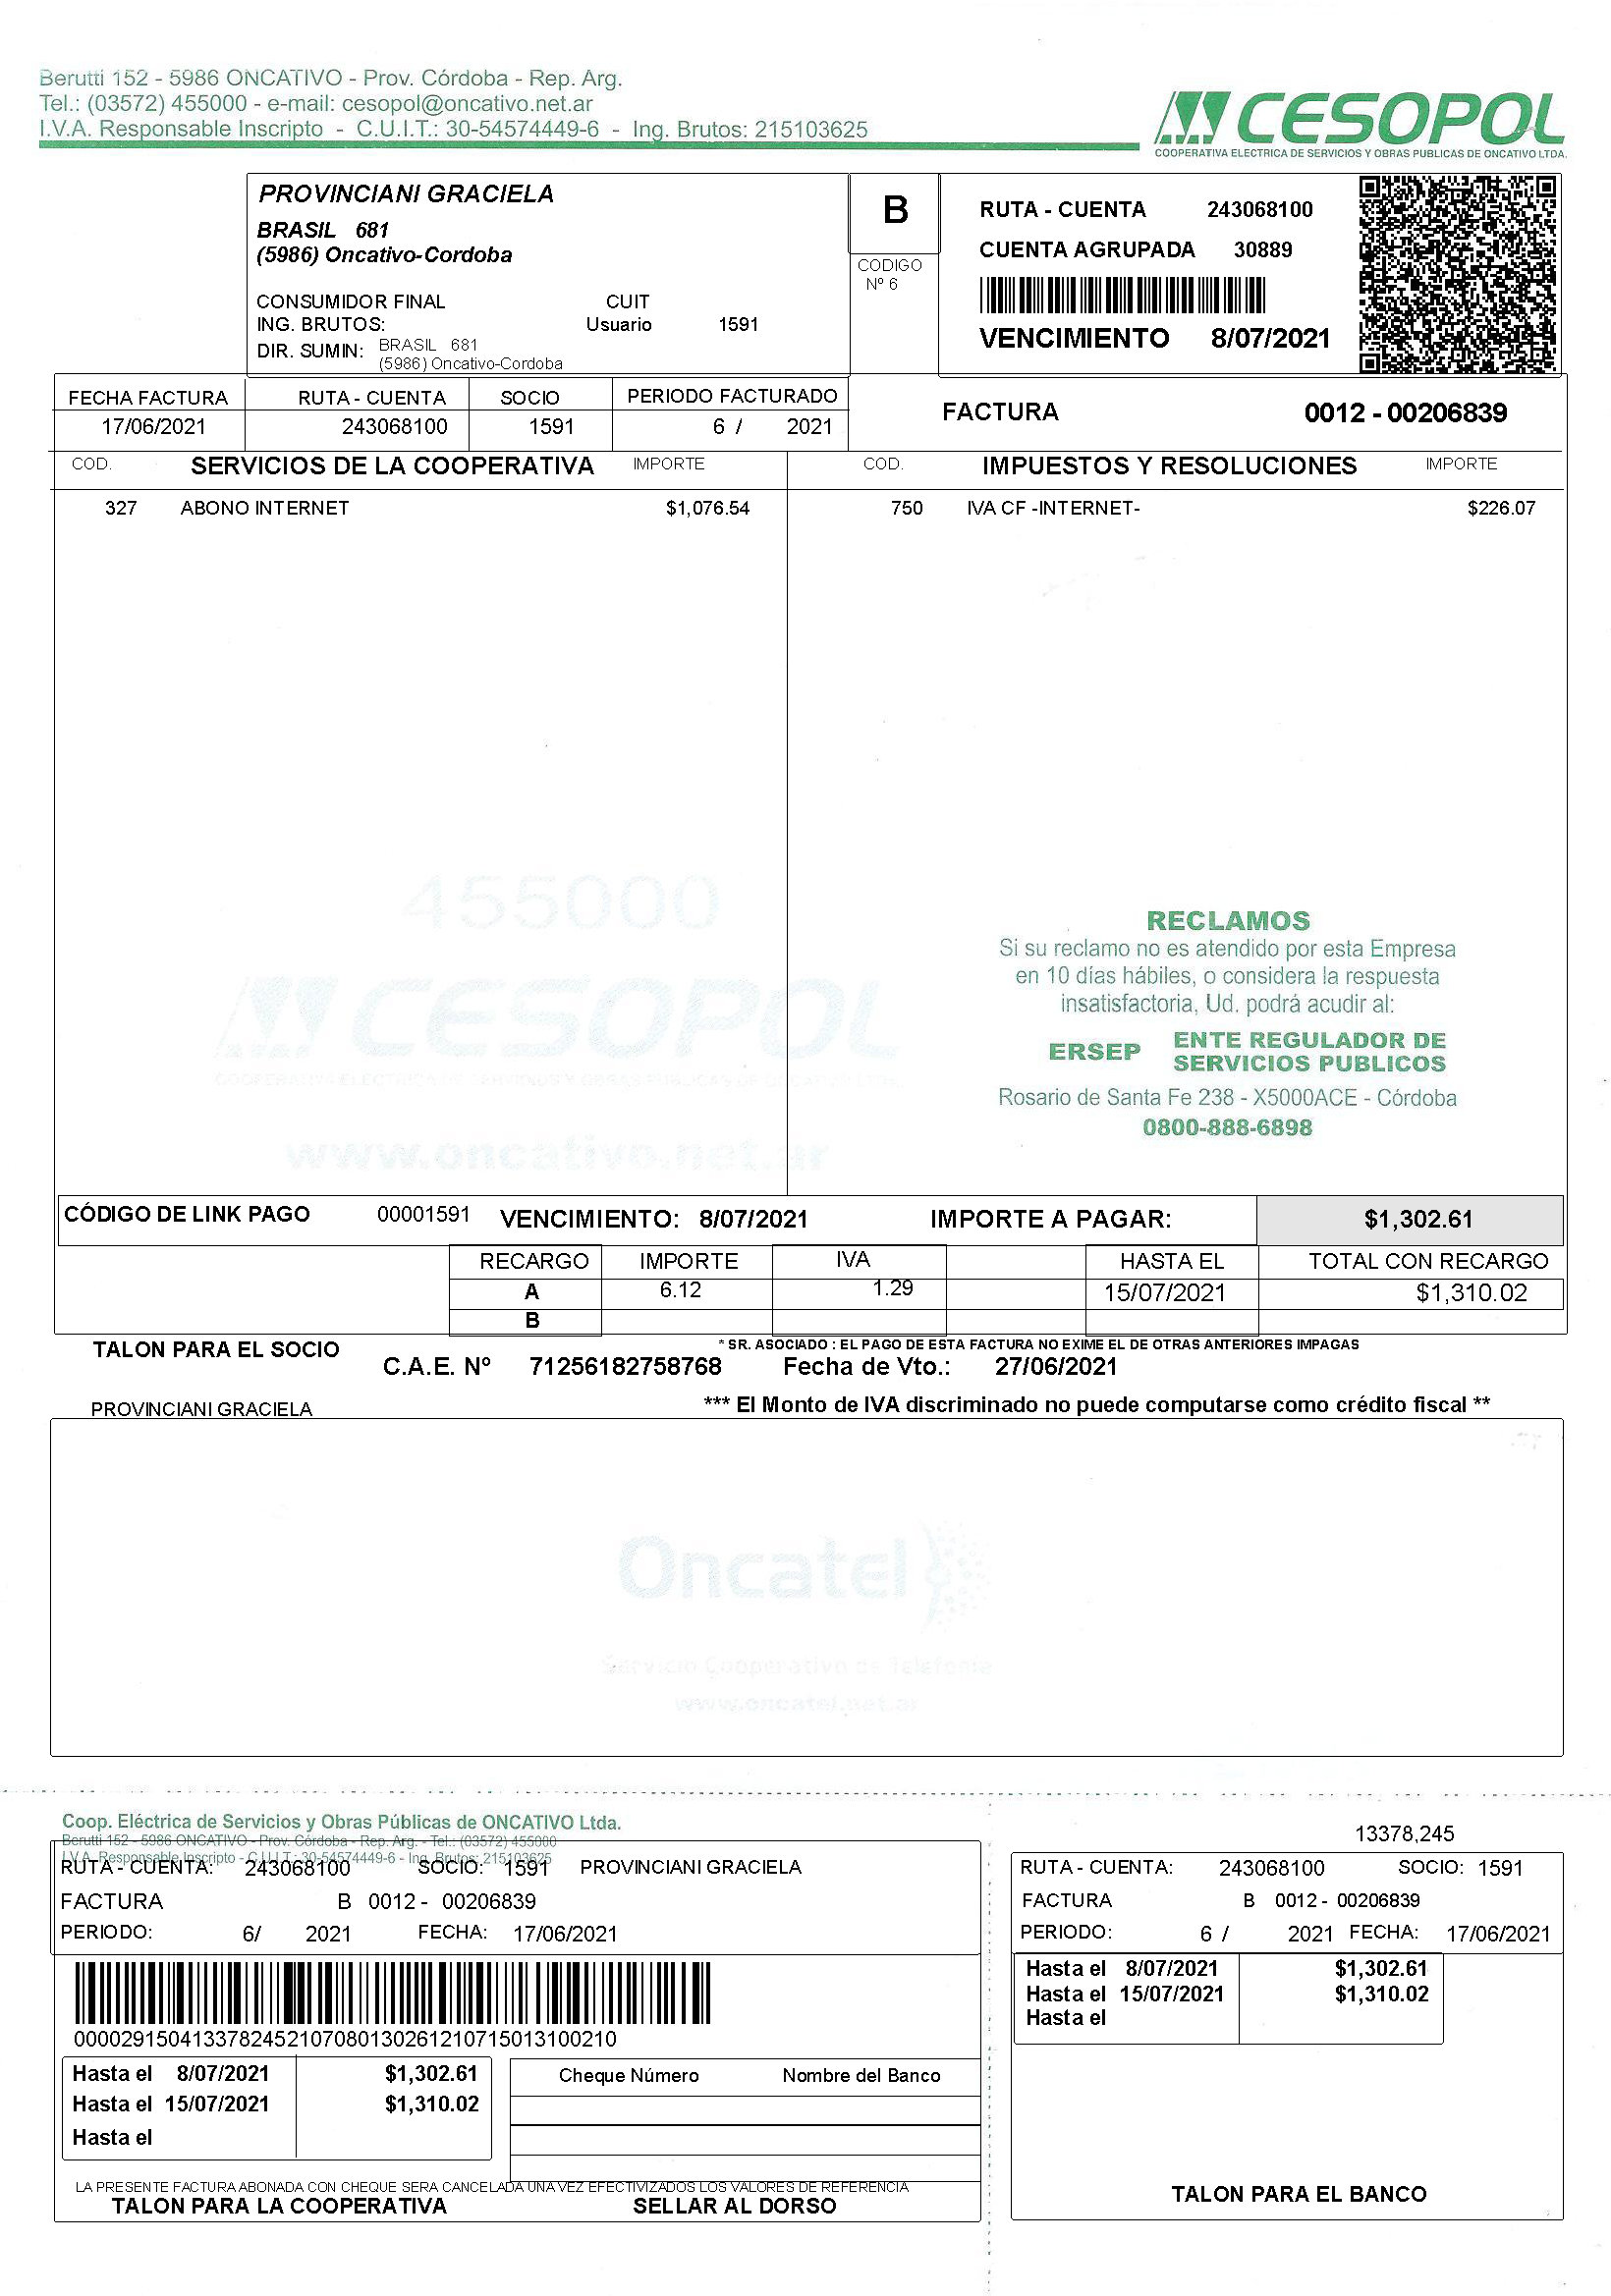 Berutti 152 - 5986 ONCATIVO - Prov. Córdoba - Rep. Arg.
Tel.: (03572) 455000 - e-mail: cesopol@oncativo.net.ar
I.V.A. Responsable Inscripto - C.U.I.T.: 30-54574449-6 - Ing. Brutos: 215103625
CESOPOL
COOPERATIVA ELECTRICA DE SERVICIOS Y OBRAS PUBLICAS DE ONCATIVO LTDA.
PROVINCIANI GRACIELA
BRASIL 681
(5986) Oncativo-Cordoba
CONSUMIDOR FINAL CUIT
ING. BRUTOS: Usuario 1591
DIR. SUMIN: BRASIL 681
(5986) Oncativo-Cordoba
B
CODIGO
Nº 6
RUTA - CUENTA 243068100
CUENTA AGRUPADA 30889
VENCIMIENTO 8/07/2021
FECHA FACTURA RUTA - CUENTA SOCIO PERIODO FACTURADO
17/06/2021 243068100 1591 6 / 2021
FACTURA 0012 - 00206839
COD. SERVICIOS DE LA COOPERATIVA IMPORTE COD. IMPUESTOS Y RESOLUCIONES IMPORTE
327 ABONO INTERNET $1,076.54 750 IVA CF -INTERNET- $226.07
455000
CESOPOL
COOPERATIVA ELECTRICA DE SERVICIOS Y OBRAS PUBLICAS DE ONCATIVO LTDA.
www.oncativo.net.ar
RECLAMOS
Si su reclamo no es atendido por esta Empresa
en 10 días hábiles, o considera la respuesta
insatisfactoria, Ud. podrá acudir al:
ERSEP ENTE REGULADOR DE
SERVICIOS PUBLICOS
Rosario de Santa Fe 238 - X5000ACE - Córdoba
0800-888-6898
CÓDIGO DE LINK PAGO 00001591 VENCIMIENTO: 8/07/2021 IMPORTE A PAGAR: $1,302.61
RECARGO IMPORTE IVA HASTA EL TOTAL CON RECARGO
A 6.12 1.29 15/07/2021 $1,310.02
B
TALON PARA EL SOCIO * SR. ASOCIADO : EL PAGO DE ESTA FACTURA NO EXIME EL DE OTRAS ANTERIORES IMPAGAS
C.A.E. Nº 71256182758768 Fecha de Vto.: 27/06/2021
PROVINCIANI GRACIELA *** El Monto de IVA discriminado no puede computarse como crédito fiscal **
Oncatel
Servicio Cooperativo de Telefonía
www.oncatel.net.ar
Coop. Eléctrica de Servicios y Obras Públicas de ONCATIVO Ltda.
Berutti 152 - 5986 ONCATIVO - Prov. Córdoba - Rep. Arg. - Tel.: (03572) 455000
I.V.A. Responsable Inscripto - C.U.I.T.: 30-54574449-6 - Ing. Brutos: 215103625
RUTA - CUENTA: 243068100 SOCIO: 1591 PROVINCIANI GRACIELA
FACTURA B 0012 - 00206839
PERIODO: 6/ 2021 FECHA: 17/06/2021
0000291504133782452107080130261210715013100210
Hasta el 8/07/2021 $1,302.61
Hasta el 15/07/2021 $1,310.02
Hasta el
Cheque Número Nombre del Banco
LA PRESENTE FACTURA ABONADA CON CHEQUE SERA CANCELADA UNA VEZ EFECTIVIZADOS LOS VALORES DE REFERENCIA
TALON PARA LA COOPERATIVA SELLAR AL DORSO
13378,245
RUTA - CUENTA: 243068100 SOCIO: 1591
FACTURA B 0012 - 00206839
PERIODO: 6 / 2021 FECHA: 17/06/2021
Hasta el 8/07/2021 $1,302.61
Hasta el 15/07/2021 $1,310.02
Hasta el
TALON PARA EL BANCO